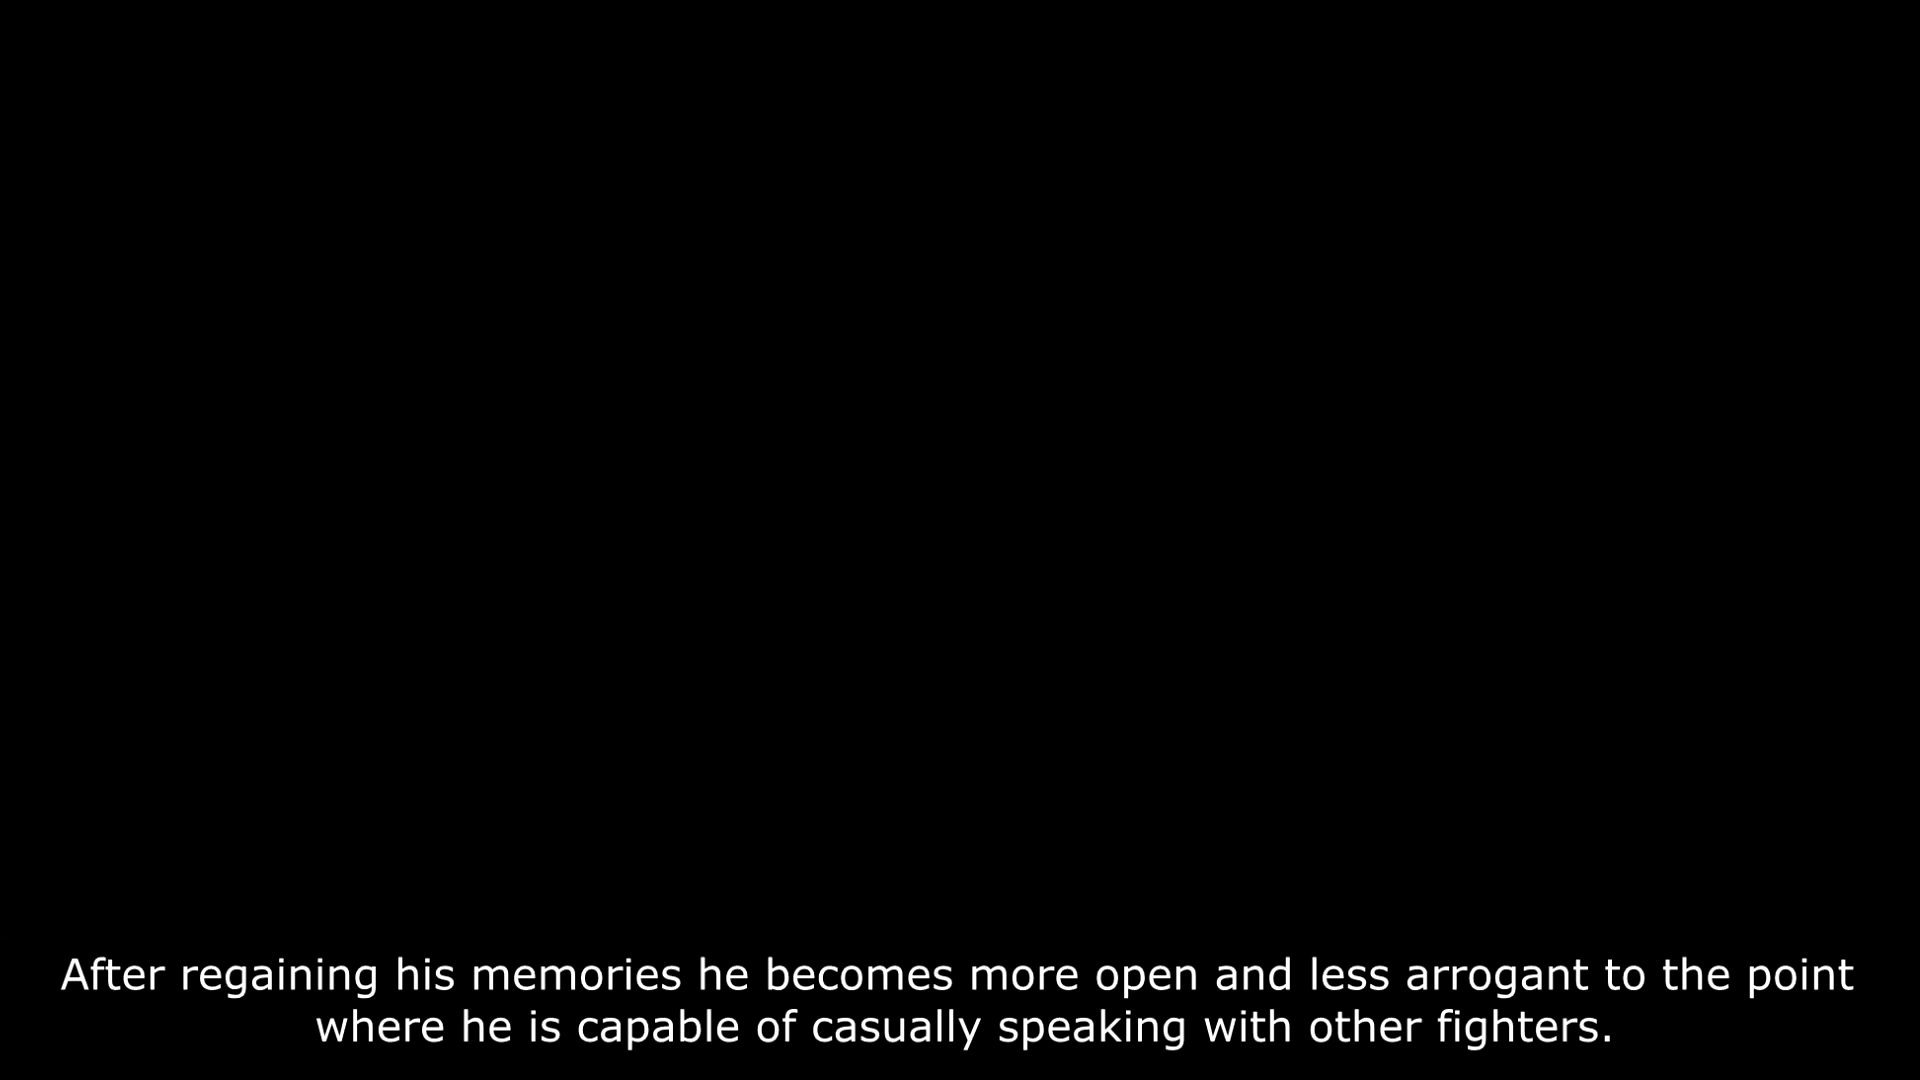 After regaining his memories he becomes more open and less arrogant to the point
where he is capable of casually speaking with other fighters.